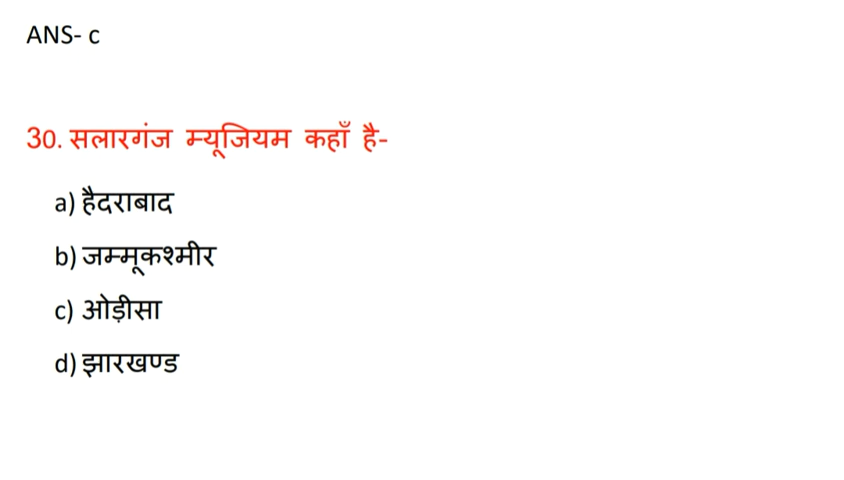 ANS- c
30. सलारगंज म्यूजियम कहाँ है-
a) हैदराबाद
b) जम्मूकश्मीर
c) ओड़ीसा
d) झारखण्ड